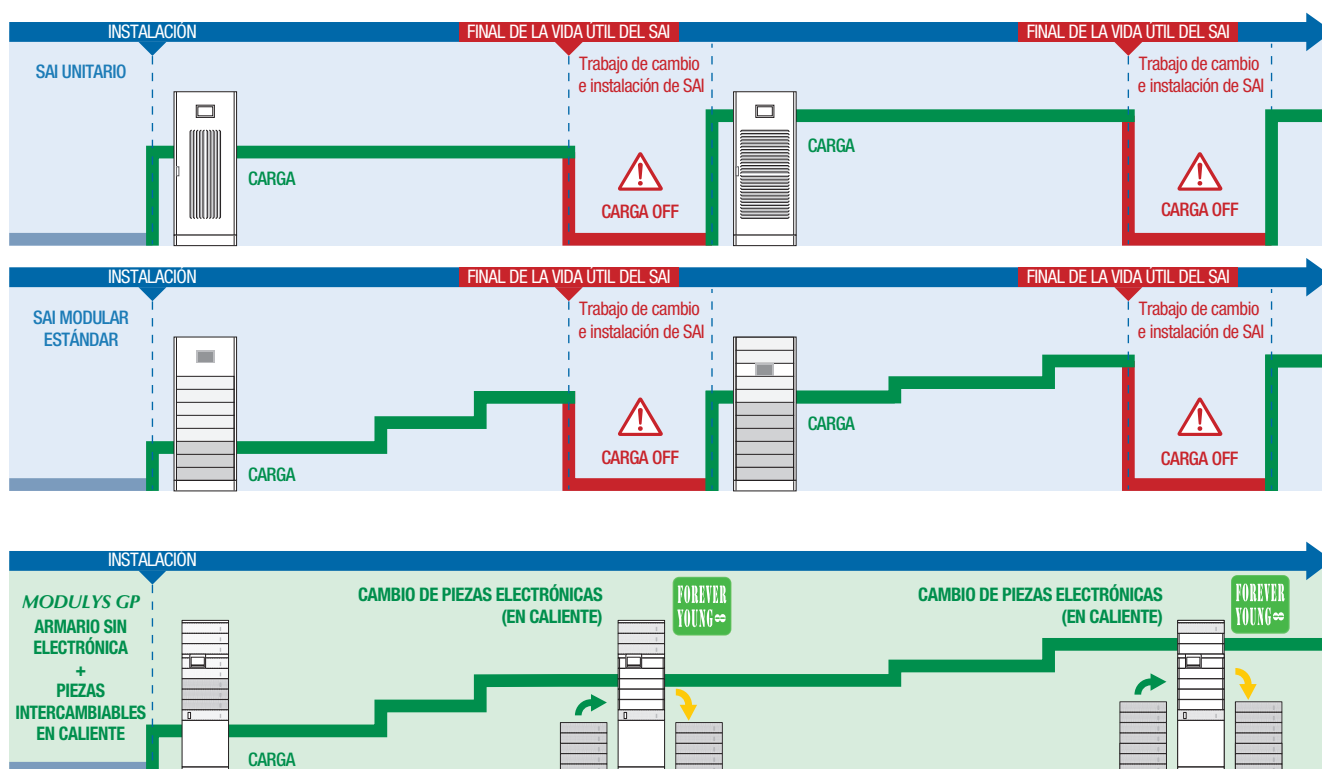 INSTALACIÓN
FINAL DE LA VIDA ÚTIL DEL SAI
FINAL DE LA VIDA ÚTIL DEL SAI
SAI UNITARIO
Trabajo de cambio
e instalación de SAI
Trabajo de cambio
e instalación de SAI
CARGA
CARGA OFF
CARGA
CARGA OFF
INSTALACIÓN
FINAL DE LA VIDA ÚTIL DEL SAI
FINAL DE LA VIDA ÚTIL DEL SAI
SAI MODULAR
ESTÁNDAR
Trabajo de cambio
e instalación de SAI
Trabajo de cambio
e instalación de SAI
CARGA
CARGA OFF
CARGA
CARGA OFF
INSTALACIÓN
MODULYS GP
ARMARIO SIN
ELECTRÓNICA
+
PIEZAS
INTERCAMBIABLES
EN CALIENTE
CARGA
CAMBIO DE PIEZAS ELECTRÓNICAS
(EN CALIENTE)
FOREVER
YOUNG∞
CAMBIO DE PIEZAS ELECTRÓNICAS
(EN CALIENTE)
FOREVER
YOUNG∞